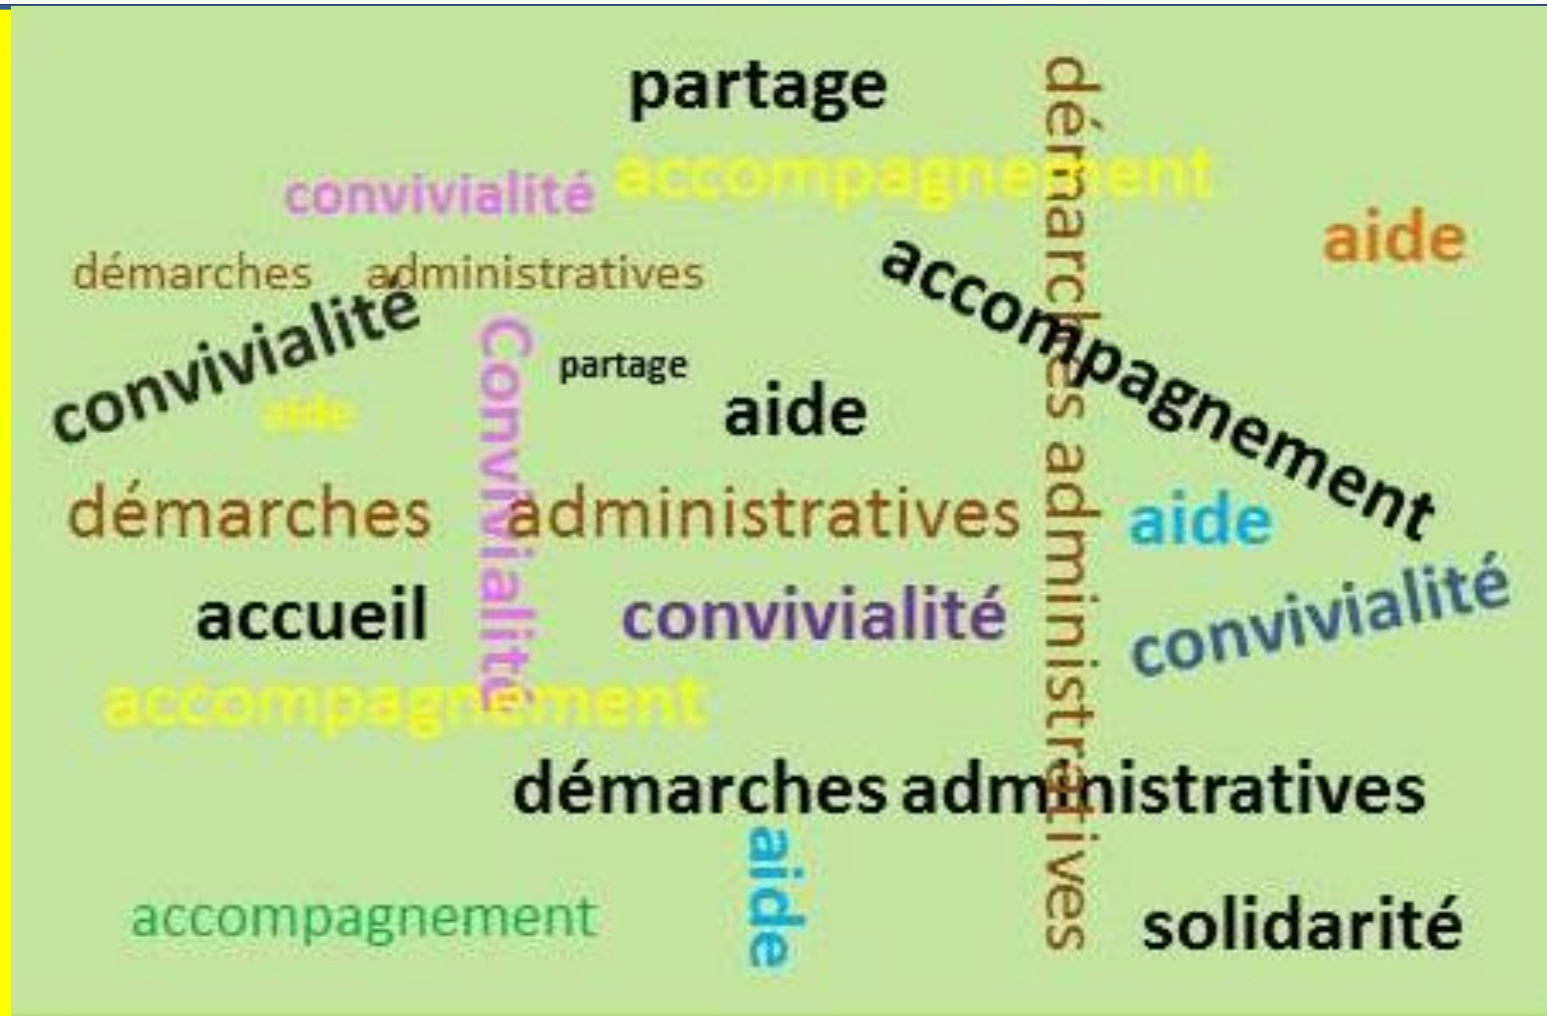 partage
démarches administratives
accompagnement
convivialité
aide
accompagnement
démarches administratives
convivialité
Convivialité
partage
aide
aide
démarches administratives
aide
accueil
convivialité
convivialité
accompagnement
démarches administratives
aide
accompagnement
solidarité